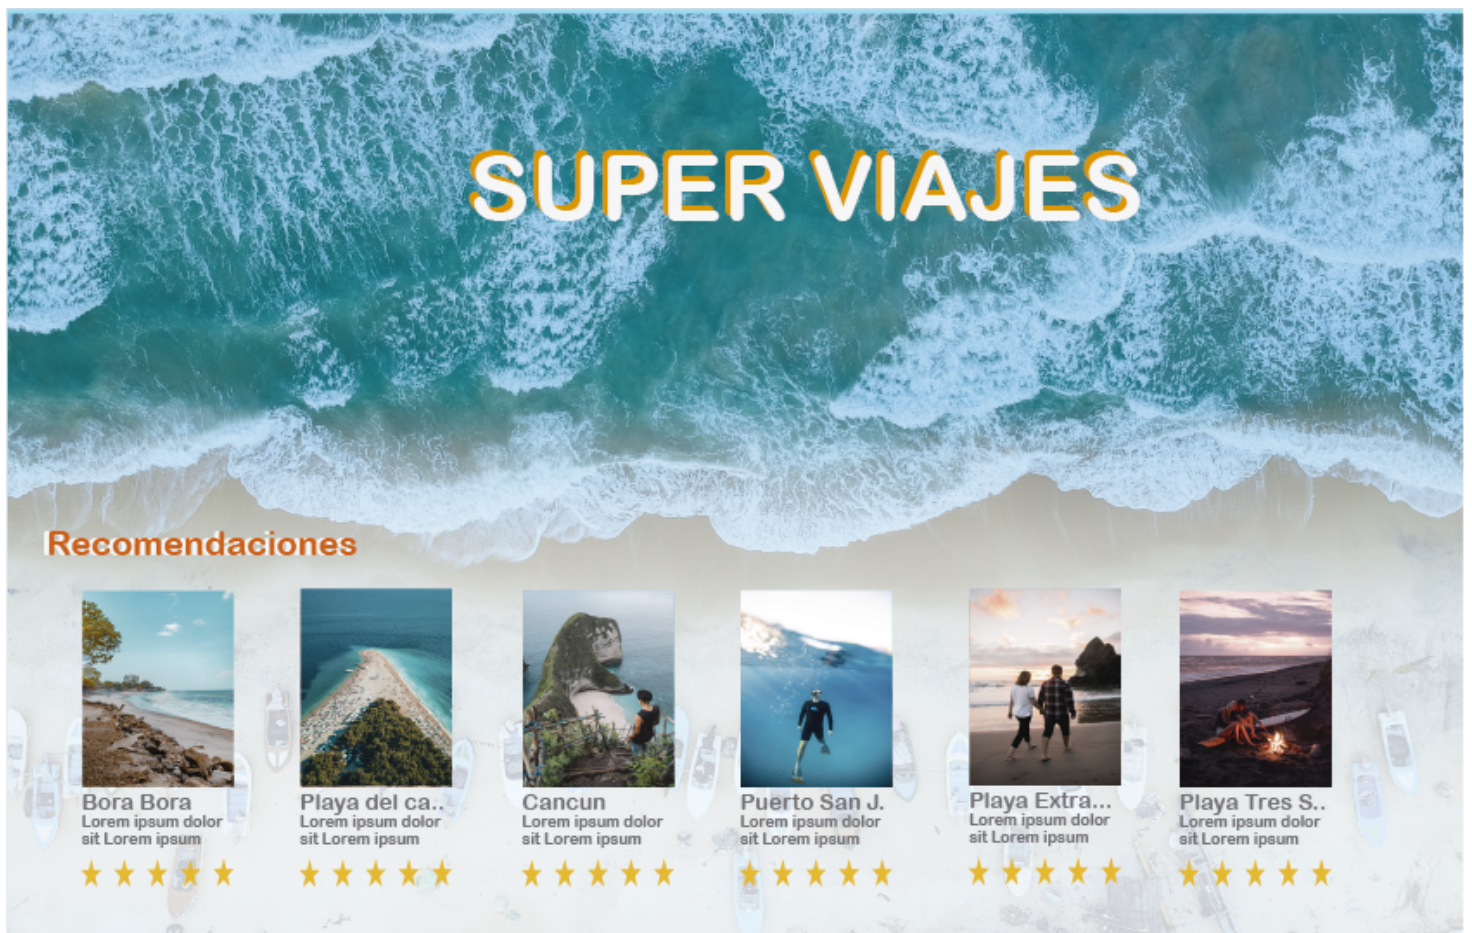 SUPER VIAJES
Recomendaciones
Bora Bora
Lorem ipsum dolor
sit Lorem ipsum
Playa del ca..
Lorem ipsum dolor
sit Lorem ipsum
Cancun
Lorem ipsum dolor
sit Lorem ipsum
Puerto San J.
Lorem ipsum dolor
sit Lorem ipsum
Playa Extra...
Lorem ipsum dolor
sit Lorem ipsum
Playa Tres S..
Lorem ipsum dolor
sit Lorem ipsum